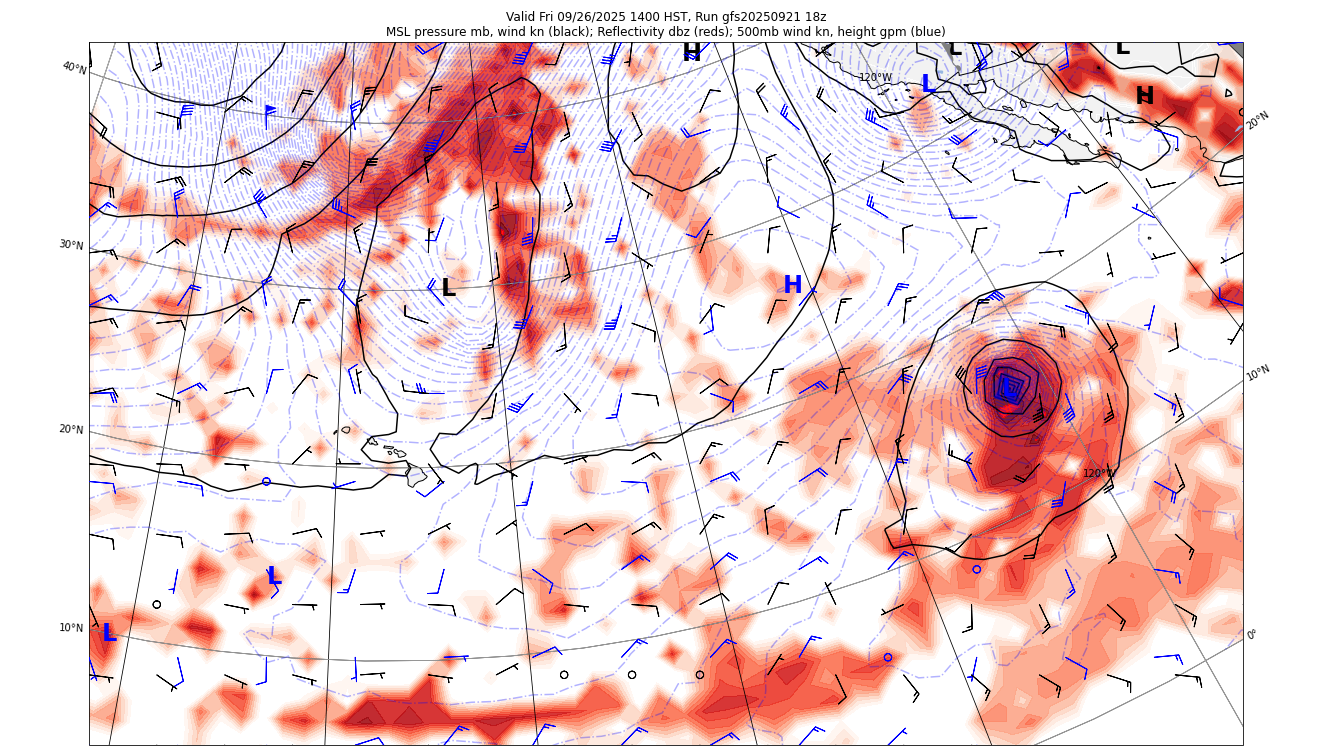 Valid Fri 09/26/2025 1400 HST, Run gfs20250921 18z
MSL pressure mb, wind kn (black); Reflectivity dbz (reds); 500mb wind kn, height gpm (blue)
H
L
L
40°N
120°W
L
H
20°N
30°N
L
H
10°N
20°N
120°W
L
10°N
L
0°